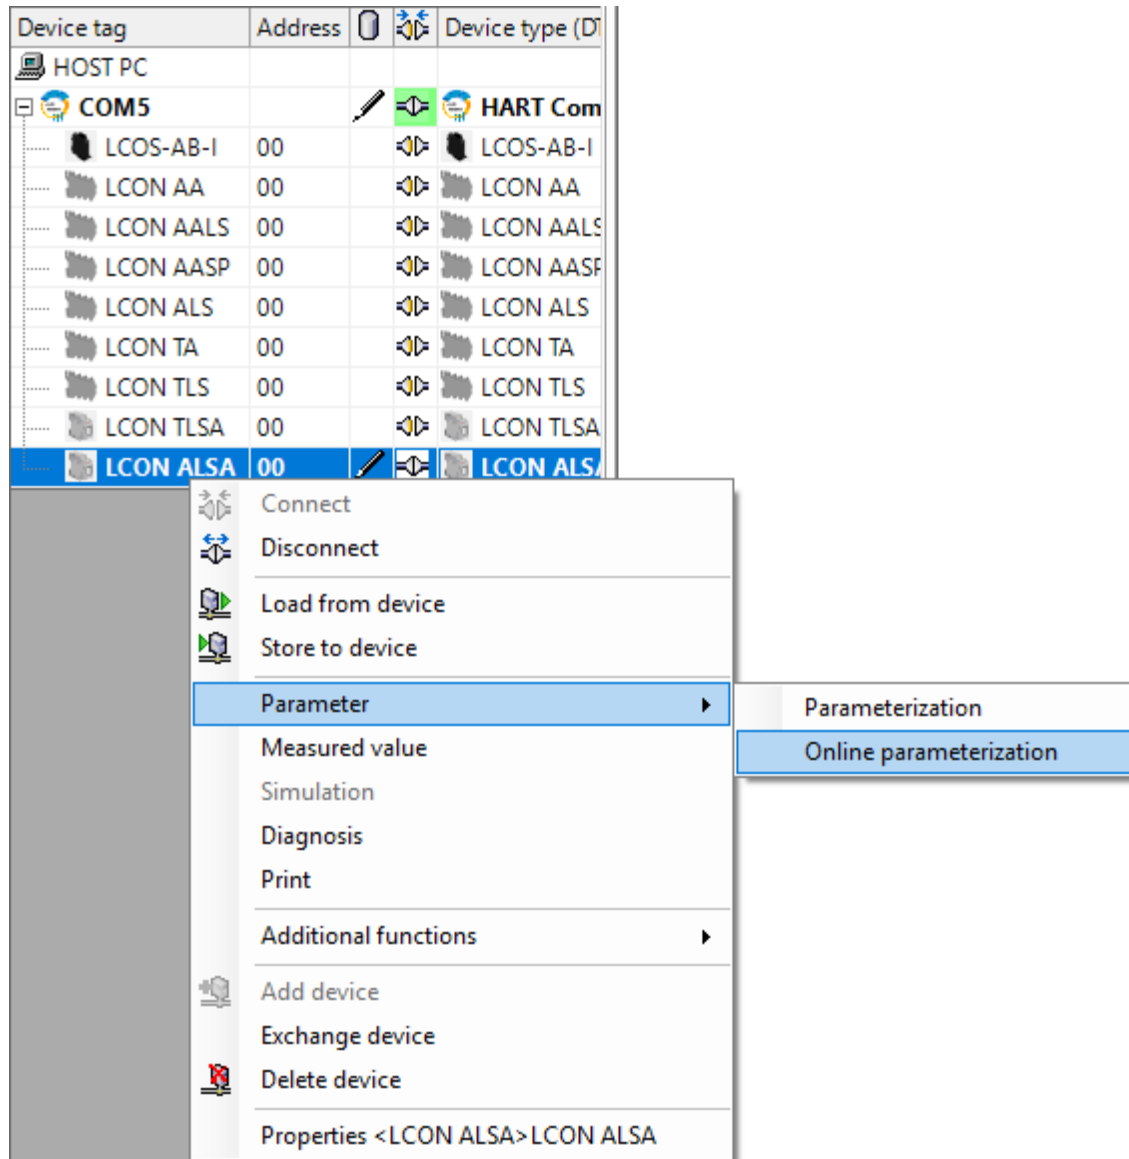 Device tag Address Device type (DT
HOST PC
COM5 HART Com
LCOS-AB-I 00 LCOS-AB-I
LCON AA 00 LCON AA
LCON AALS 00 LCON AALS
LCON AASP 00 LCON AASP
LCON ALS 00 LCON ALS
LCON TA 00 LCON TA
LCON TLS 00 LCON TLS
LCON TLSA 00 LCON TLSA
LCON ALSA 00 LCON ALSA
Connect
Disconnect
Load from device
Store to device
Parameter Parameterization
Measured value Online parameterization
Simulation
Diagnosis
Print
Additional functions
Add device
Exchange device
Delete device
Properties <LCON ALSA>LCON ALSA